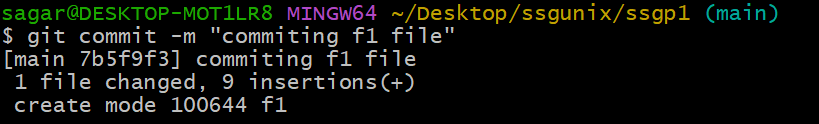 sagar@DESKTOP-MOT1LR8 MINGW64 ~/Desktop/ssgunix/ssgp1 (main)
$ git commit -m "commiting f1 file"
[main 7b5f9f3] commiting f1 file
 1 file changed, 9 insertions(+)
 create mode 100644 f1